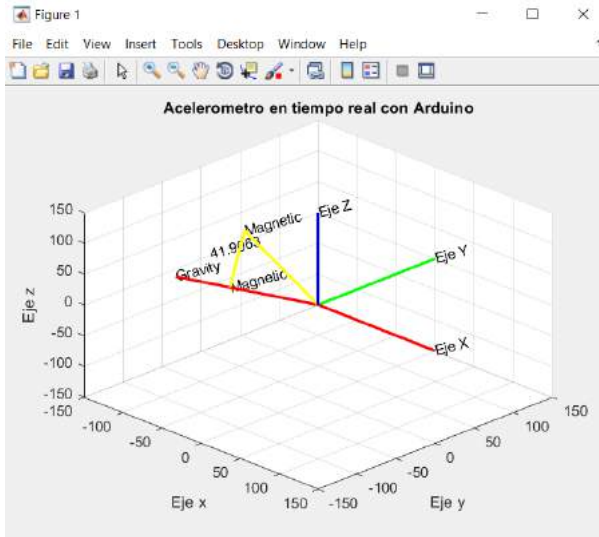 Figure 1
File Edit View Insert Tools Desktop Window Help
Acelerometro en tiempo real con Arduino
150
100
50
0
-50
-100
-150
Eje z
Magnetic
Eje Z
41.9063
Gravity
Magnetic
Eje Y
Eje X
-150
-100
-50
0
50
100
150
Eje x
-150
-100
-50
0
50
100
150
Eje y